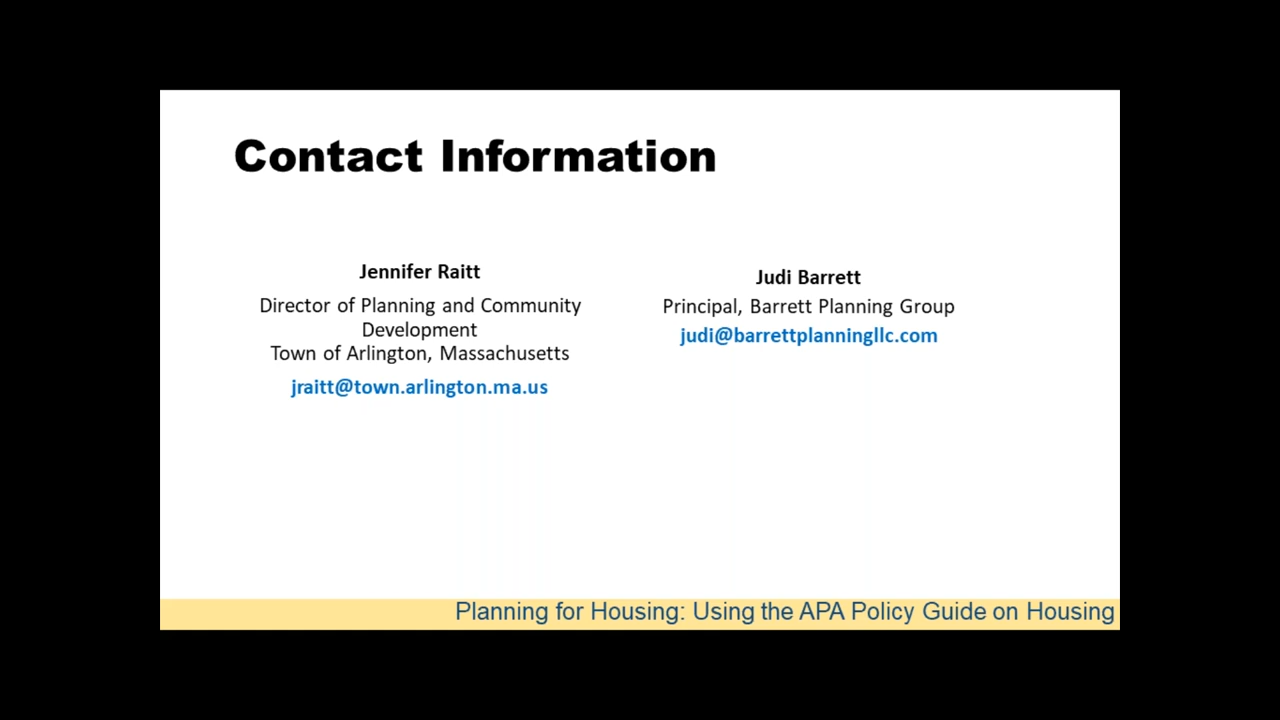 Contact Information
Jennifer Raitt
Director of Planning and Community
Development
Town of Arlington, Massachusetts
jraitt@town.arlington.ma.us
Judi Barrett
Principal, Barrett Planning Group
judi@barrettplanningllc.com
Planning for Housing: Using the APA Policy Guide on Housing